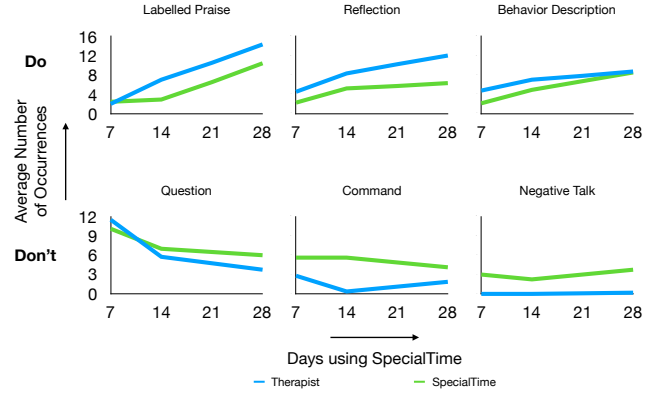 Labelled Praise Reflection Behavior Description
Do
16
12
8
4
0
7 14 21 28 7 14 21 28 7 14 21 28
Average Number
of Occurrences
Question Command Negative Talk
Don't
12
9
6
3
0
7 14 21 28 7 14 21 28 7 14 21 28
Days using SpecialTime
Therapist SpecialTime